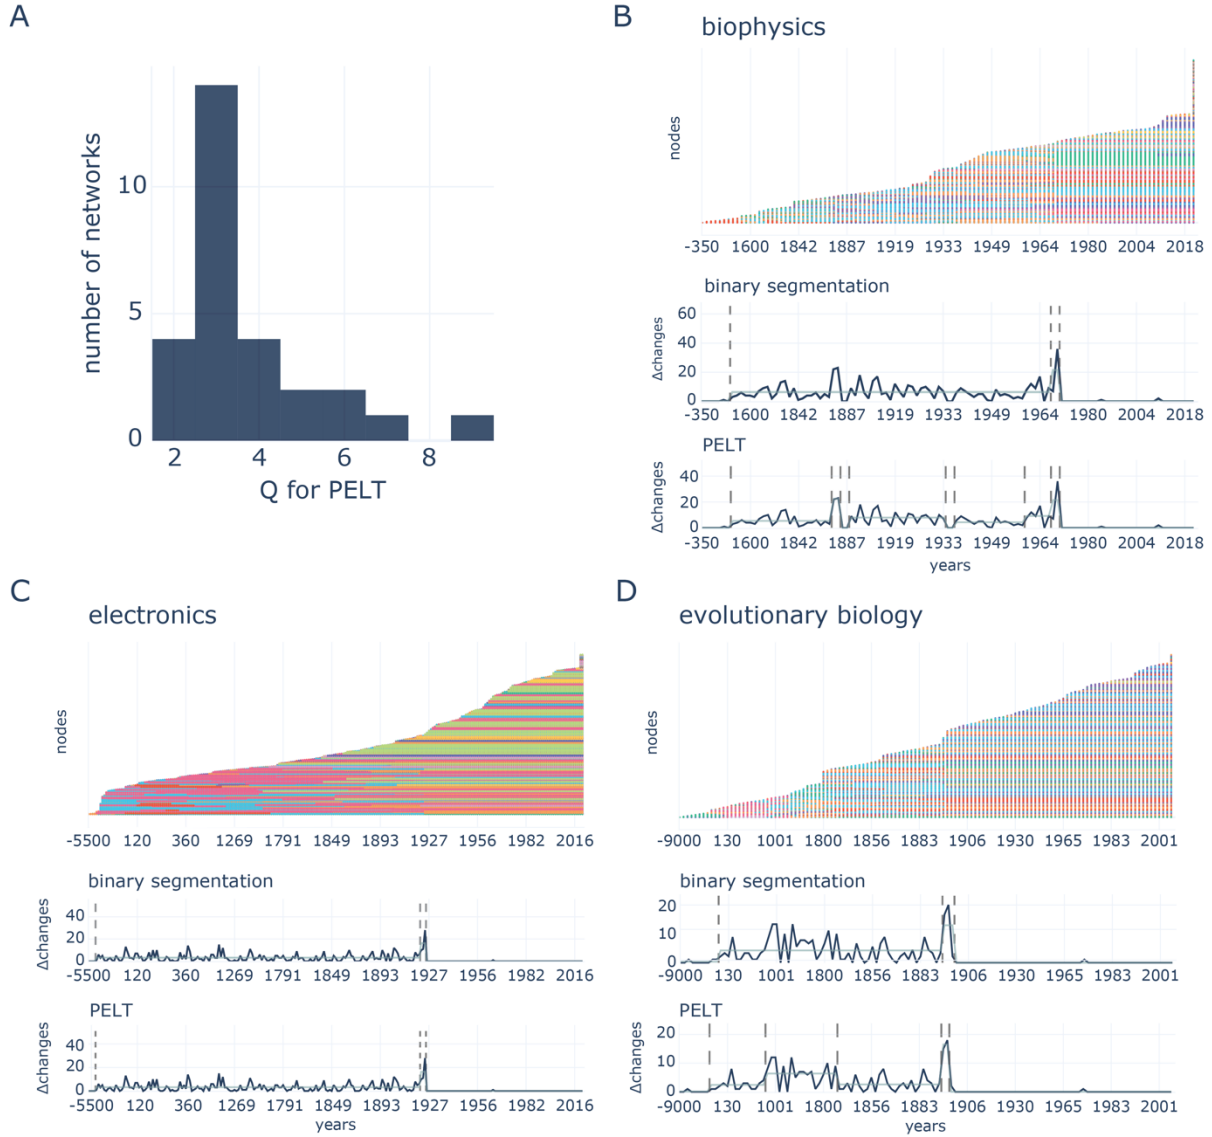 A
number of networks
10
5
0
2 4 6 8
Q for PELT
B
biophysics
nodes
-350 1600 1842 1887 1919 1933 1949 1964 1980 2004 2018
binary segmentation
Δchanges
60
40
20
0
-350 1600 1842 1887 1919 1933 1949 1964 1980 2004 2018
PELT
Δchanges
40
20
0
-350 1600 1842 1887 1919 1933 1949 1964 1980 2004 2018
years
C
electronics
nodes
-5500 120 360 1269 1791 1849 1893 1927 1956 1982 2016
binary segmentation
Δchanges
40
20
0
-5500 120 360 1269 1791 1849 1893 1927 1956 1982 2016
PELT
Δchanges
40
20
0
-5500 120 360 1269 1791 1849 1893 1927 1956 1982 2016
years
D
evolutionary biology
nodes
-9000 130 1001 1800 1856 1883 1906 1930 1965 1983 2001
binary segmentation
Δchanges
20
10
0
-9000 130 1001 1800 1856 1883 1906 1930 1965 1983 2001
PELT
Δchanges
20
10
0
-9000 130 1001 1800 1856 1883 1906 1930 1965 1983 2001
years